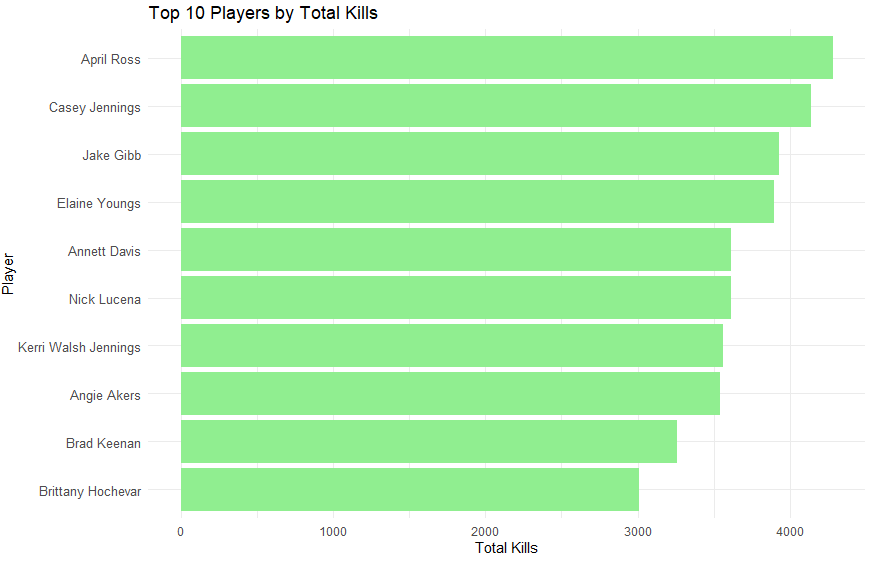 Top 10 Players by Total Kills
Player
April Ross
Casey Jennings
Jake Gibb
Elaine Youngs
Annett Davis
Nick Lucena
Kerri Walsh Jennings
Angie Akers
Brad Keenan
Brittany Hochevar
0 1000 2000 3000 4000
Total Kills